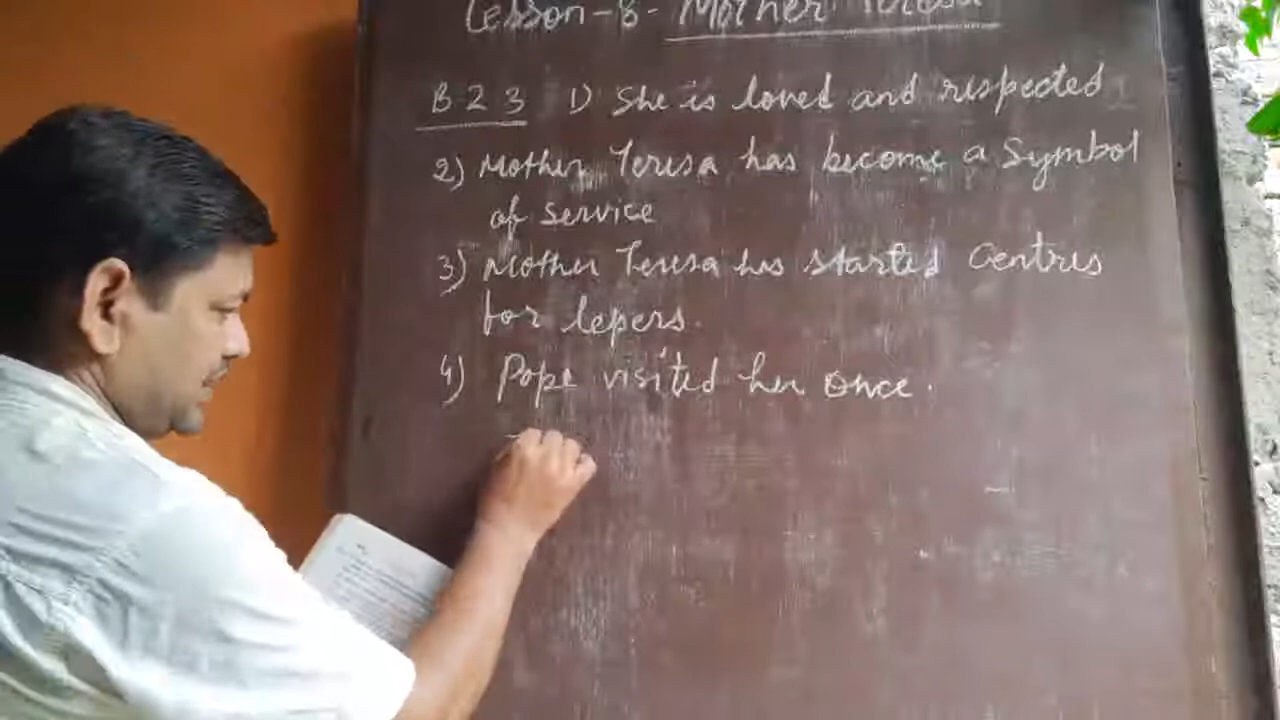 Lesson-8- Mother Teresa
B 2 3 1) She is loved and respected
2) Mother Teresa has become a Symbol
of service
3) Mother Teresa has started Centres
for lepers.
4) Pope visited her once.